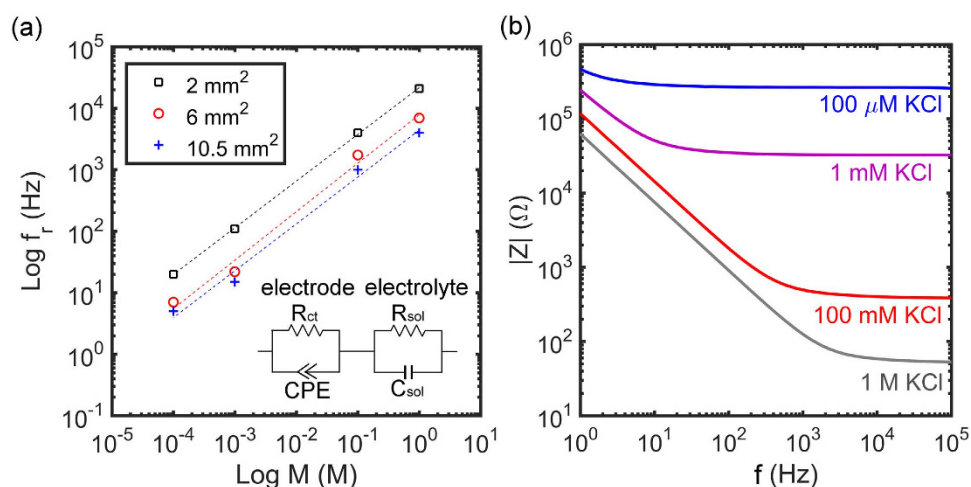 (a)
Log fr (Hz)
10^5
10^4
10^3
10^2
10^1
10^0
10^-1
2 mm^2
6 mm^2
10.5 mm^2
electrode electrolyte
Rct Rsol
CPE Csol
10^-5 10^-4 10^-3 10^-2 10^-1 10^0 10^1
Log M (M)
(b)
|Z| (Ω)
10^6
10^5
10^4
10^3
10^2
10^1
100 μM KCl
1 mM KCl
100 mM KCl
1 M KCl
10^0 10^1 10^2 10^3 10^4 10^5
f (Hz)